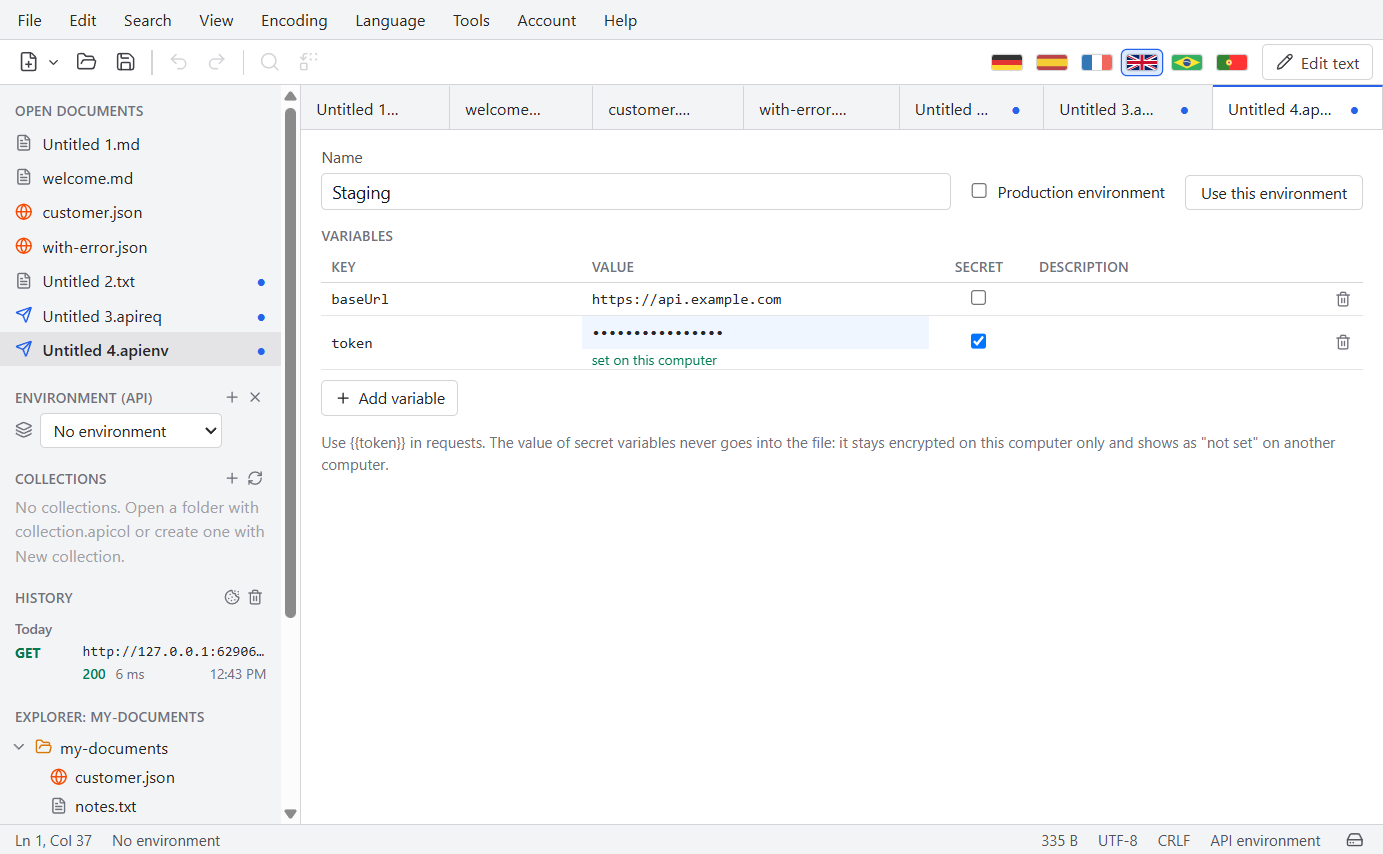 File Edit Search View Encoding Language Tools Account Help
Edit text
OPEN DOCUMENTS
Untitled 1.md
welcome.md
customer.json
with-error.json
Untitled 2.txt
Untitled 3.apireq
Untitled 4.apienv
ENVIRONMENT (API)
No environment
COLLECTIONS
No collections. Open a folder with
collection.apicol or create one with
New collection.
HISTORY
Today
GET http://127.0.0.1:62906…
200 6 ms 12:43 PM
EXPLORER: MY-DOCUMENTS
my-documents
customer.json
notes.txt
Untitled 1... welcome... customer.... with-error.... Untitled ... Untitled 3.a... Untitled 4.ap...
Name
Staging
Production environment
Use this environment
VARIABLES
KEY VALUE SECRET DESCRIPTION
baseUrl https://api.example.com
token ••••••••••••••••
set on this computer
Add variable
Use {{token}} in requests. The value of secret variables never goes into the file: it stays encrypted on this computer only and shows as "not set" on another
computer.
Ln 1, Col 37 No environment 335 B UTF-8 CRLF API environment